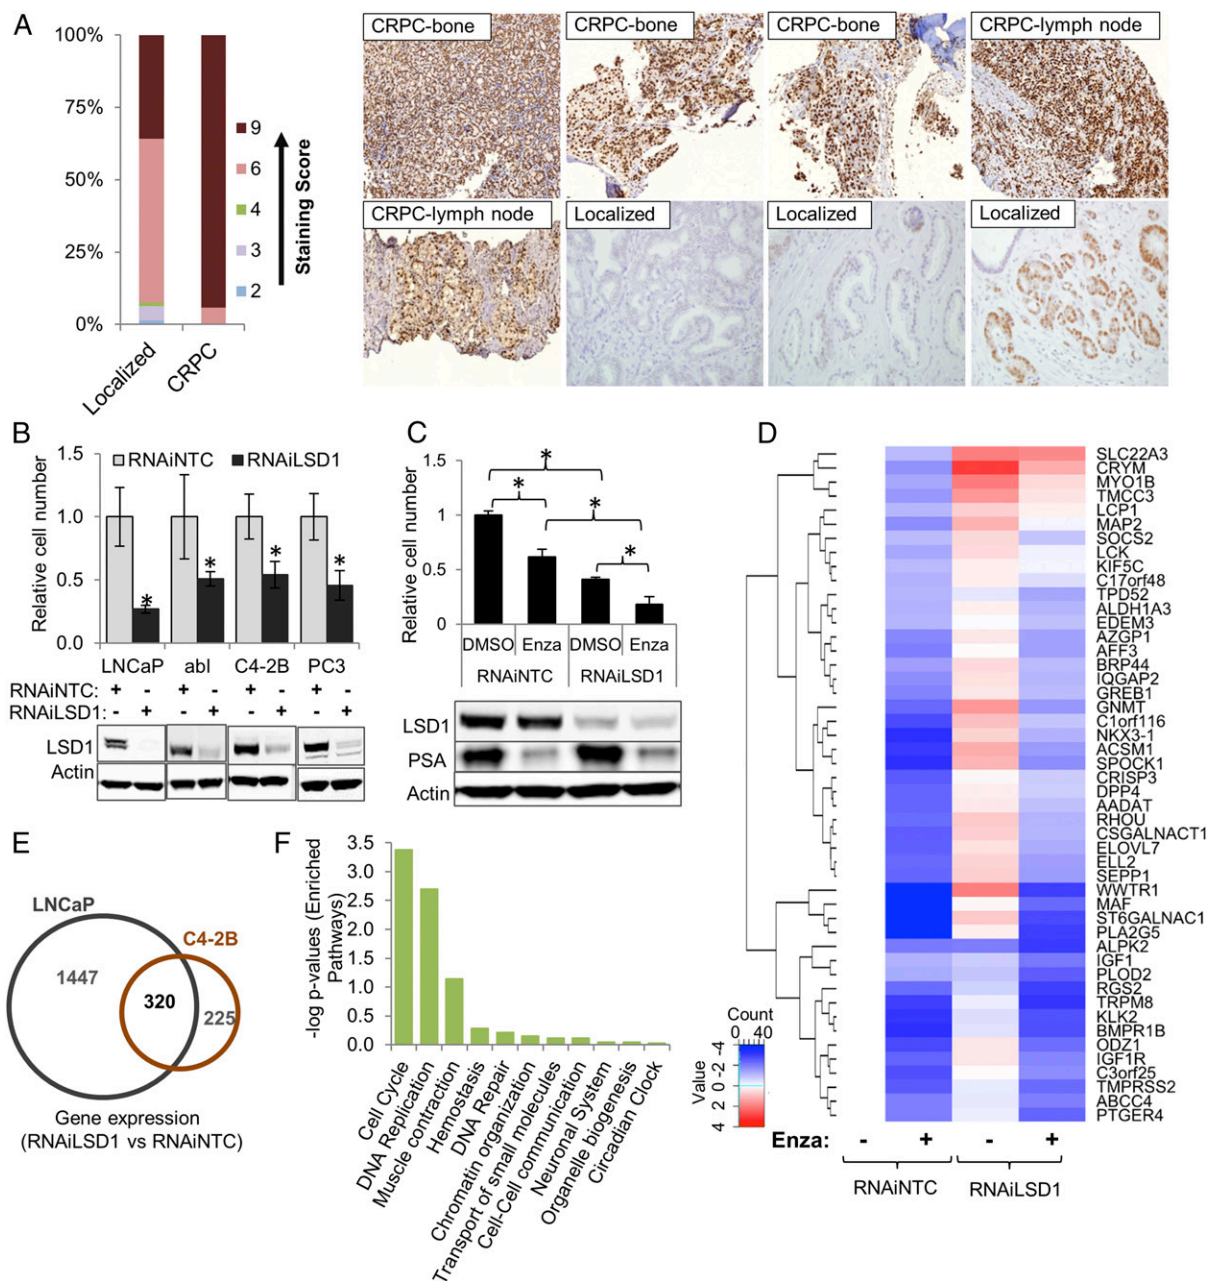 A
100%
75%
50%
25%
0%
Localized
CRPC
9
6
4
3
2
Staining Score
CRPC-bone
CRPC-bone
CRPC-bone
CRPC-lymph node
CRPC-lymph node
Localized
Localized
Localized
B
Relative cell number
1.5
1.0
0.5
0.0
RNAiNTC
RNAiLSD1
*
*
*
*
LNCaP abl C4-2B PC3
RNAiNTC: + - + - + - + -
RNAiLSD1: - + - + - + - +
LSD1
Actin
C
Relative cell number
1.5
1
0.5
0
*
*
*
*
DMSO Enza DMSO Enza
RNAiNTC RNAiLSD1
LSD1
PSA
Actin
D
SLC22A3
CRYM
MYO1B
TMCC3
LCP1
MAP2
SOCS2
LCK
KIF5C
C17orf48
TPD52
ALDH1A3
EDEM3
AZGP1
AFF3
BRP44
IQGAP2
GREB1
GNMT
C1orf116
NKX3-1
ACSM1
SPOCK1
CRISP3
DPP4
AADAT
RHOU
CSGALNACT1
ELOVL7
ELL2
SEPP1
WWTR1
MAF
ST6GALNAC1
PLA2G5
ALPK2
IGF1
PLOD2
RGS2
TRPM8
KLK2
BMPR1B
ODZ1
IGF1R
C3orf25
TMPRSS2
ABCC4
PTGER4
Count
0 40
Value
-4
-2
0
2
4
Enza: - + - +
RNAiNTC RNAiLSD1
E
LNCaP
C4-2B
1447
320
225
Gene expression
(RNAiLSD1 vs RNAiNTC)
F
-log p-values (Enriched
Pathways)
3.5
3.0
2.5
2.0
1.5
1.0
0.5
0.0
Cell Cycle
DNA Replication
Muscle contraction
Hemostasis
DNA Repair
Chromatin organization
Transport of small molecules
Cell-Cell communication
Neuronal System
Organelle biogenesis
Circadian Clock